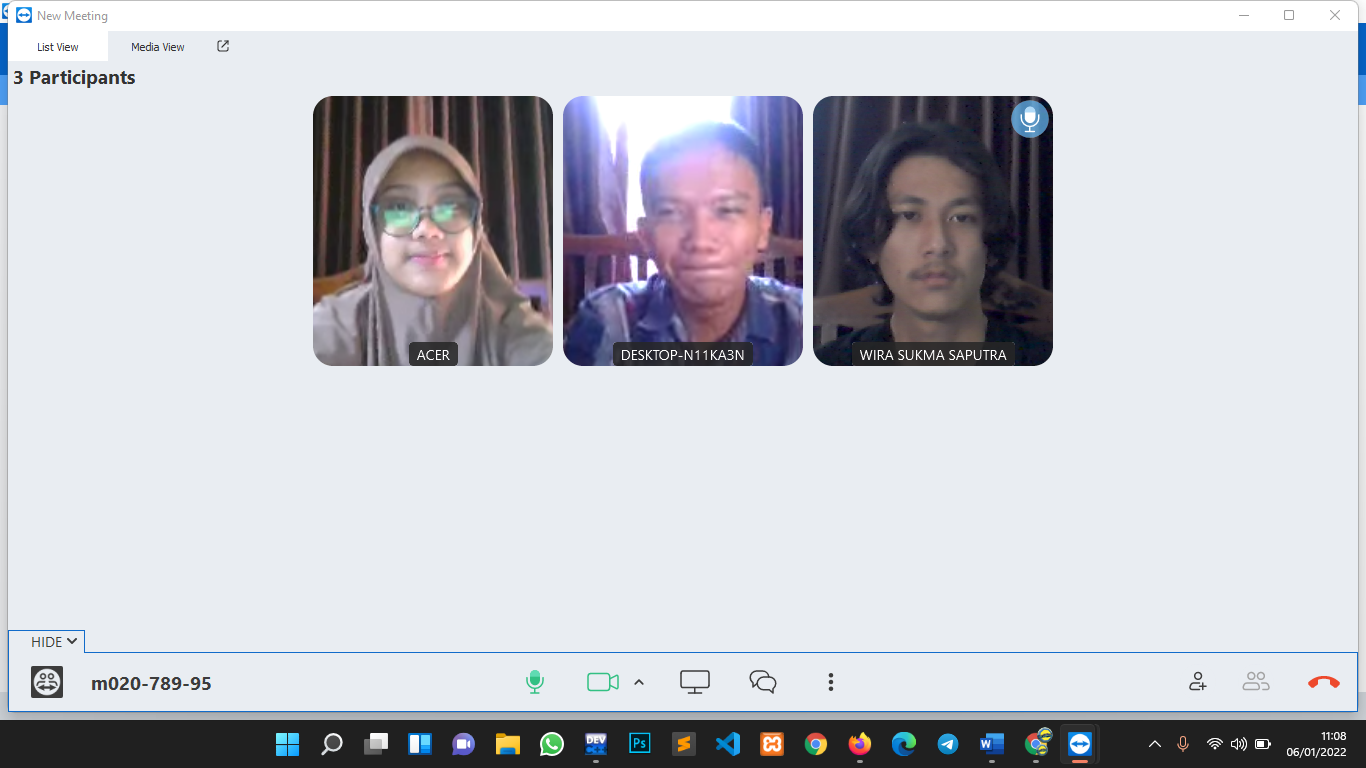 New Meeting
List View
Media View
3 Participants
ACER
DESKTOP-N11KA3N
WIRA SUKMA SAPUTRA
HIDE
m020-789-95
DEV
Ps
W
11:08
06/01/2022